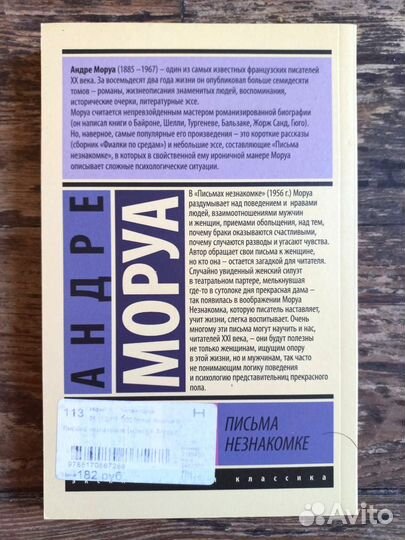 Андре Моруа (1885 –1967) – один из самых известных французских писателей
XX века. За восемьдесят два года жизни он опубликовал больше семидесяти
томов – романы, жизнеописания знаменитых людей, воспоминания,
исторические очерки, литературные эссе.
Моруа считается непревзойденным мастером романизированной биографии
(он написал книги о Байроне, Шелли, Тургеневе, Бальзаке, Жорж Санд, Гюго).
Но, наверное, самые популярные его произведения – это короткие рассказы
(сборник «Фиалки по средам») и небольшие эссе, составляющие «Письма
незнакомке», в которых в свойственной ему ироничной манере Моруа
описывает сложные психологические ситуации.
АНДРЕ
МОРУА
В «Письмах незнакомке» (1956 г.) Моруа
раздумывает над поведением и нравами
людей, взаимоотношениями мужчин
и женщин, приемами обольщения, над тем,
почему браки оказываются счастливыми,
почему случаются разводы и угасают чувства.
Автор обращает свои письма к женщине,
но кто она – остается загадкой для читателя.
Случайно увиденный женский силуэт
в театральном партере, мелькнувшая
где-то в сутолоке дня прекрасная дама –
так появилась в воображении Моруа
Незнакомка, которую писатель наставляет,
учит жизни, слегка воспитывает. Очень
многому эти письма могут научить и нас,
читателей XXI века, – они будут полезны
не только женщинам, ищущим опору
в этой жизни, но и мужчинам, так часто
не понимающим логику поведения
и психологию представительниц прекрасного
пола.
113
Н
182 руб
ПИСЬМА
НЕЗНАКОМКЕ
классика
Avito